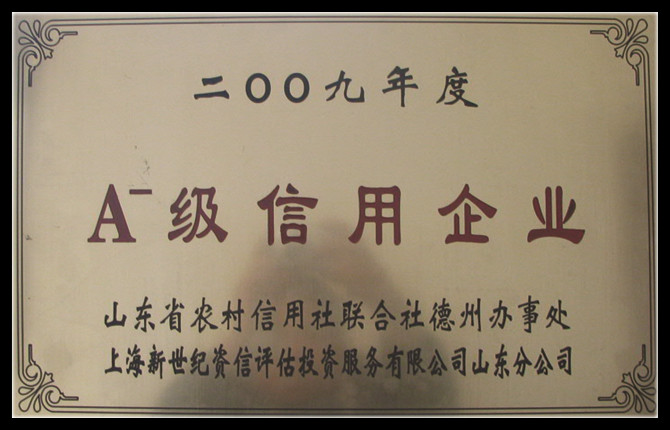 二〇〇九年度
A⁻级信用企业
山东省农村信用社联合社德州办事处
上海新世纪资信评估投资服务有限公司山东分公司